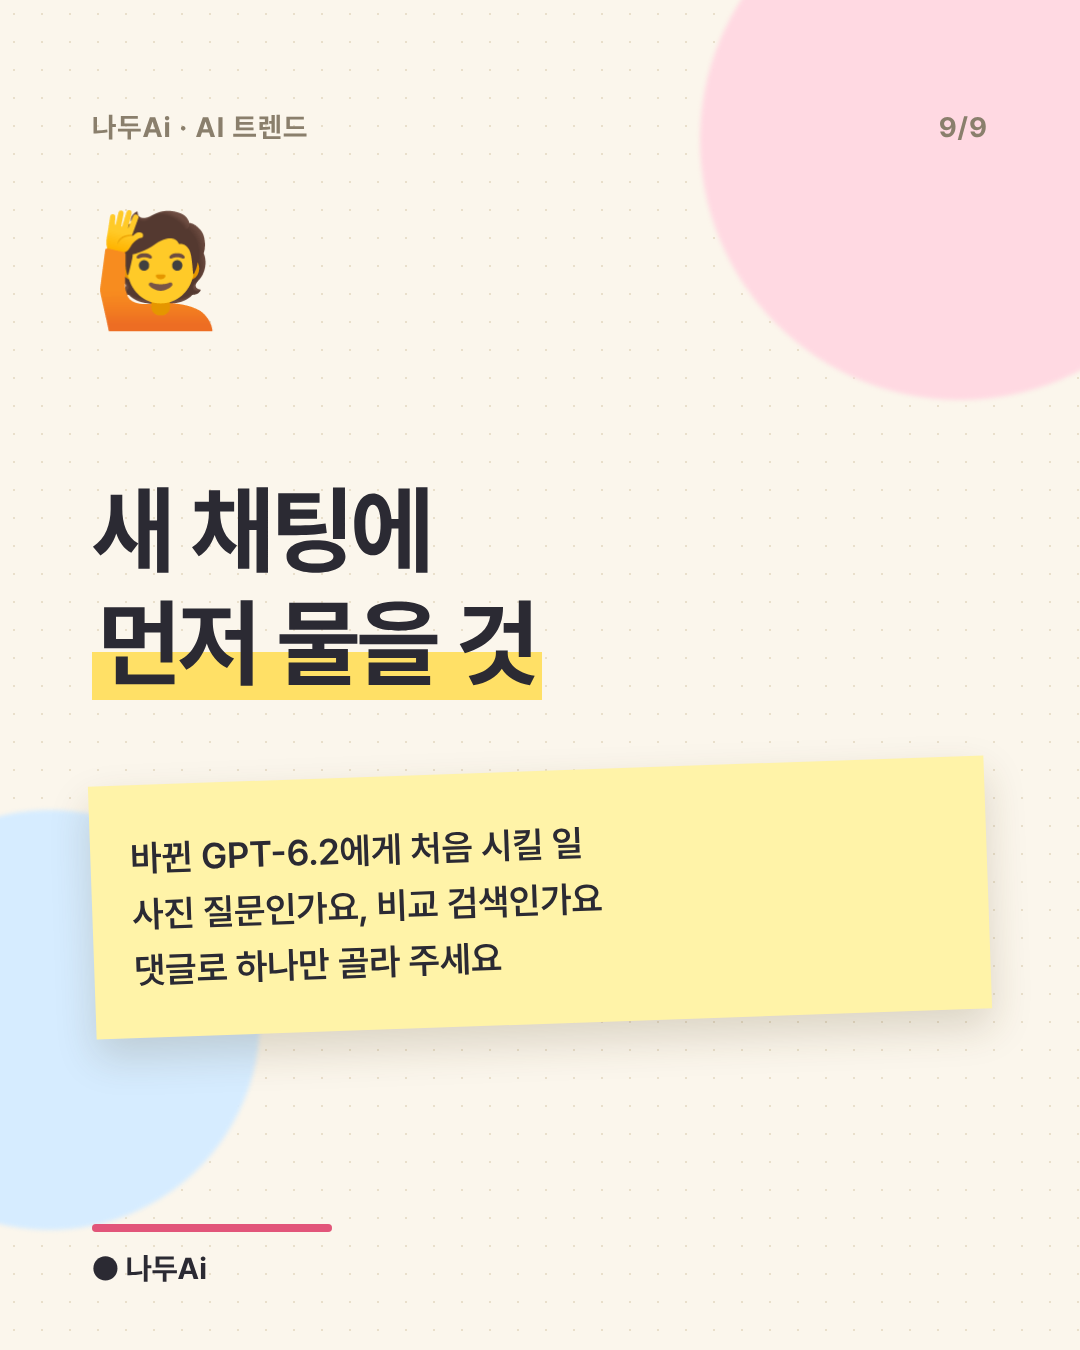 나두Ai · AI 트렌드
9/9
새 채팅에
먼저 물을 것
바뀐 GPT-6.2에게 처음 시킬 일
사진 질문인가요, 비교 검색인가요
댓글로 하나만 골라 주세요
나두Ai